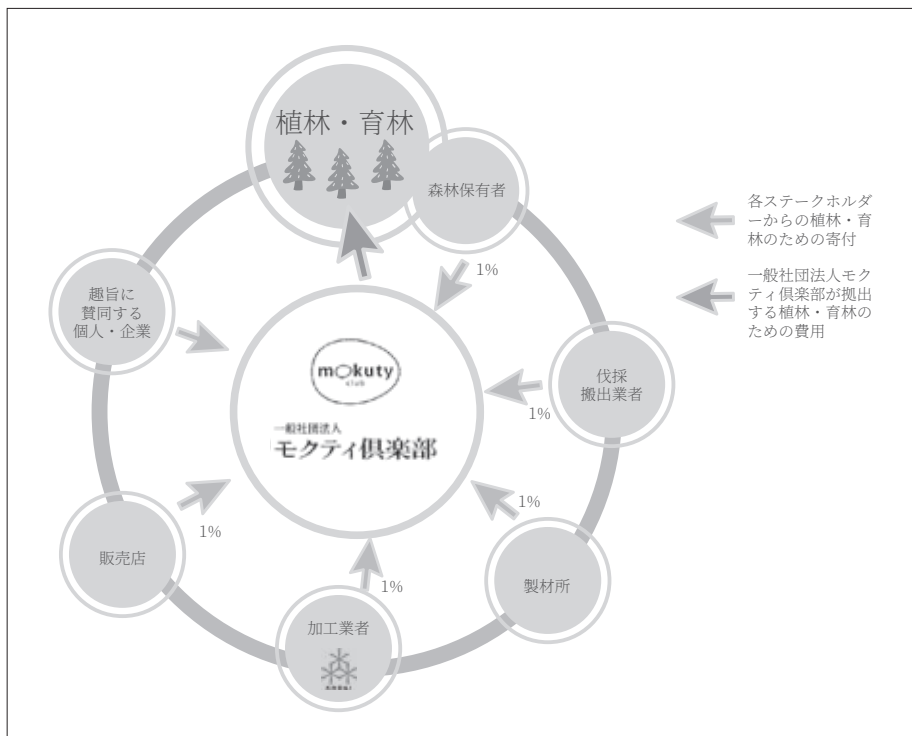 植林・育林
森林保有者
1%
伐採
搬出業者
1%
製材所
1%
加工業者
1%
販売店
1%
趣旨に
賛同する
個人・企業
mokuty
club
一般社団法人
モクティ倶楽部
各ステークホルダ
ーからの植林・育
林のための寄付
一般社団法人モク
ティ倶楽部が拠出
する植林・育林の
ための費用